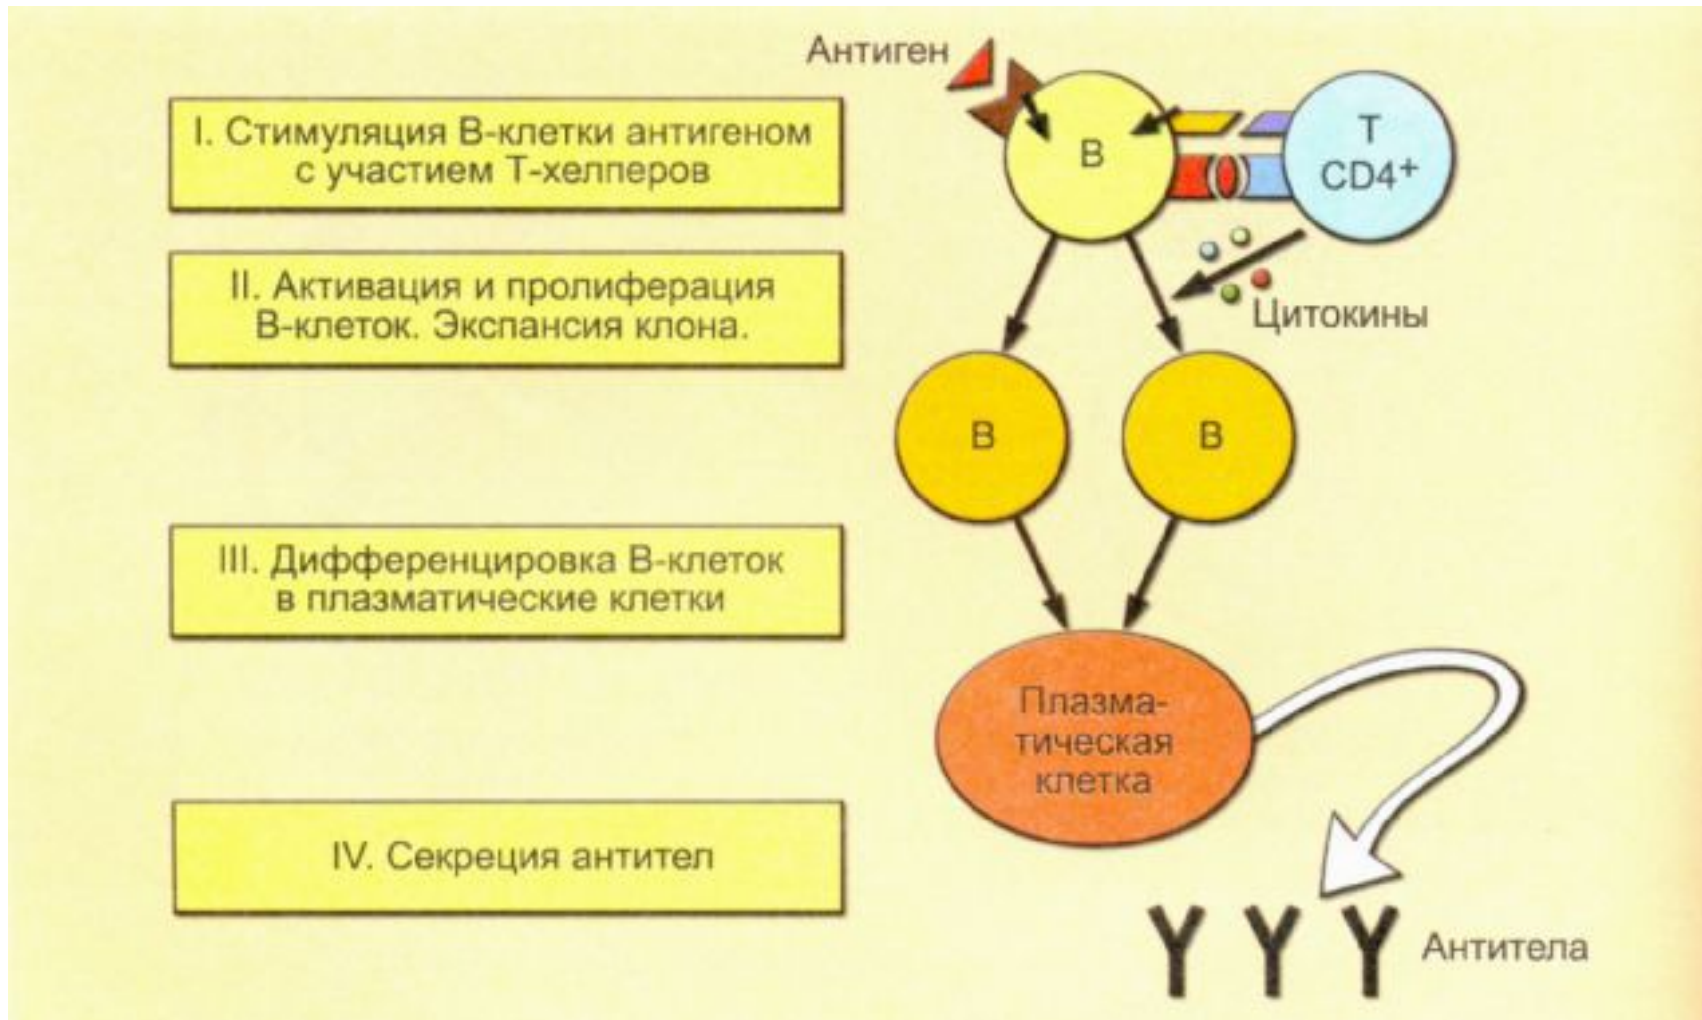 Антиген
I. Стимуляция В-клетки антигеном
с участием Т-хелперов
В
Т
CD4+
II. Активация и пролиферация
В-клеток. Экспансия клона.
Цитокины
В
В
III. Дифференцировка В-клеток
в плазматические клетки
Плазма-
тическая
клетка
IV. Секреция антител
Антитела